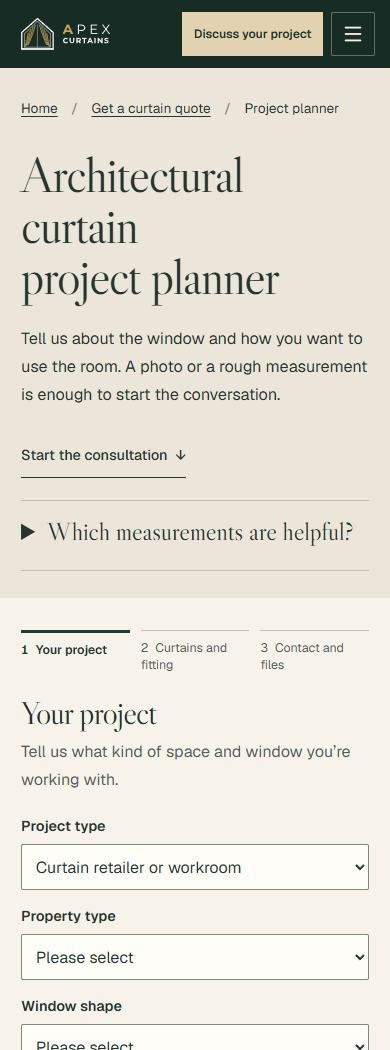 APEX
CURTAINS
Discuss your project
Home / Get a curtain quote / Project planner
Architectural
curtain
project planner
Tell us about the window and how you want to
use the room. A photo or a rough measurement
is enough to start the conversation.
Start the consultation ↓
Which measurements are helpful?
1 Your project
2 Curtains and
fitting
3 Contact and
files
Your project
Tell us what kind of space and window you’re
working with.
Project type
Curtain retailer or workroom
Property type
Please select
Window shape
Please select